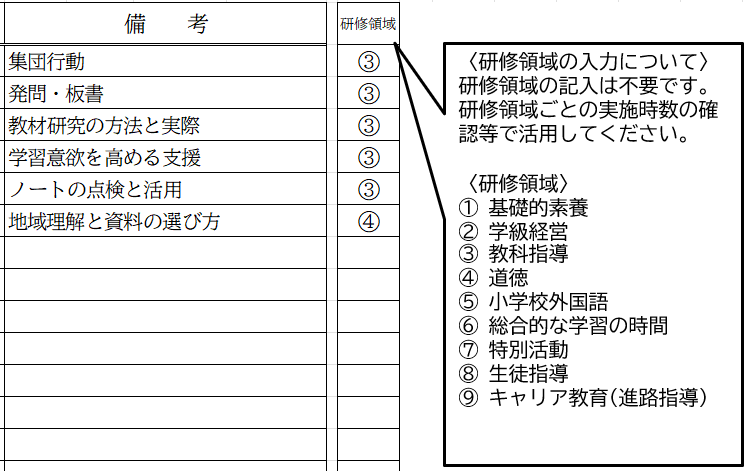 備 考
研修領域
集団行動
③
発問・板書
③
教材研究の方法と実際
③
学習意欲を高める支援
③
ノートの点検と活用
③
地域理解と資料の選び方
④
〈研修領域の入力について〉
研修領域の記入は不要です。
研修領域ごとの実施時数の確
認等で活用してください。
〈研修領域〉
① 基礎的素養
② 学級経営
③ 教科指導
④ 道徳
⑤ 小学校外国語
⑥ 総合的な学習の時間
⑦ 特別活動
⑧ 生徒指導
⑨ キャリア教育(進路指導)